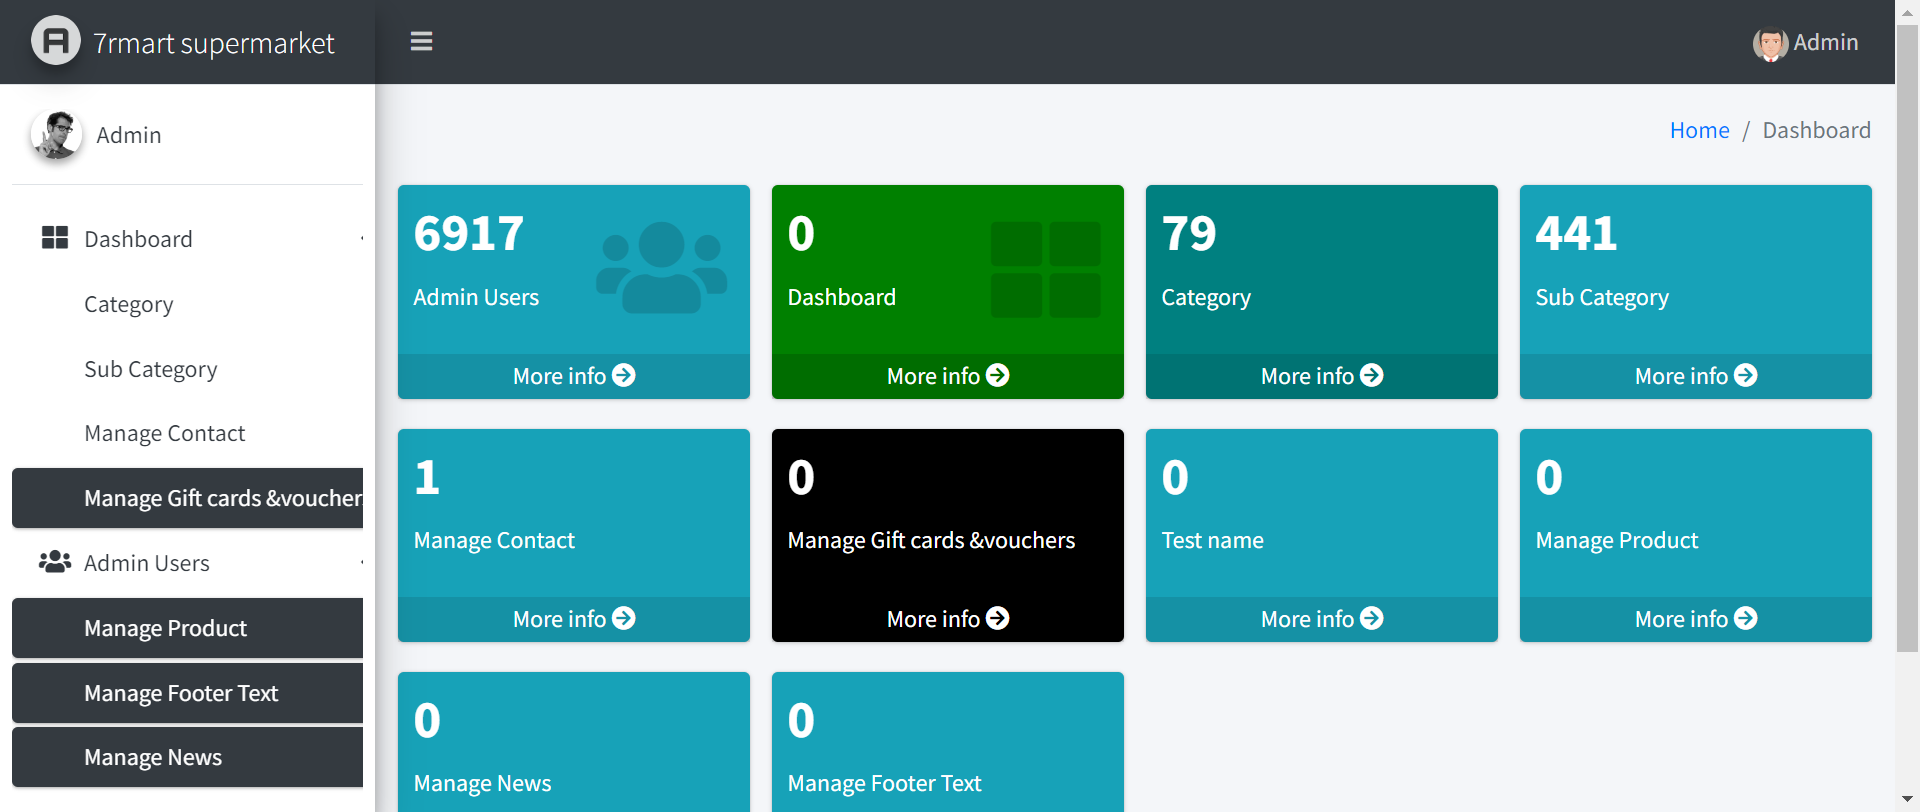 7rmart supermarket
Admin
Admin
Home / Dashboard
Dashboard
Category
Sub Category
Manage Contact
Manage Gift cards &voucher
Admin Users
Manage Product
Manage Footer Text
Manage News
6917
Admin Users
More info
0
Dashboard
More info
79
Category
More info
441
Sub Category
More info
1
Manage Contact
More info
0
Manage Gift cards &vouchers
More info
0
Test name
More info
0
Manage Product
More info
0
Manage News
0
Manage Footer Text